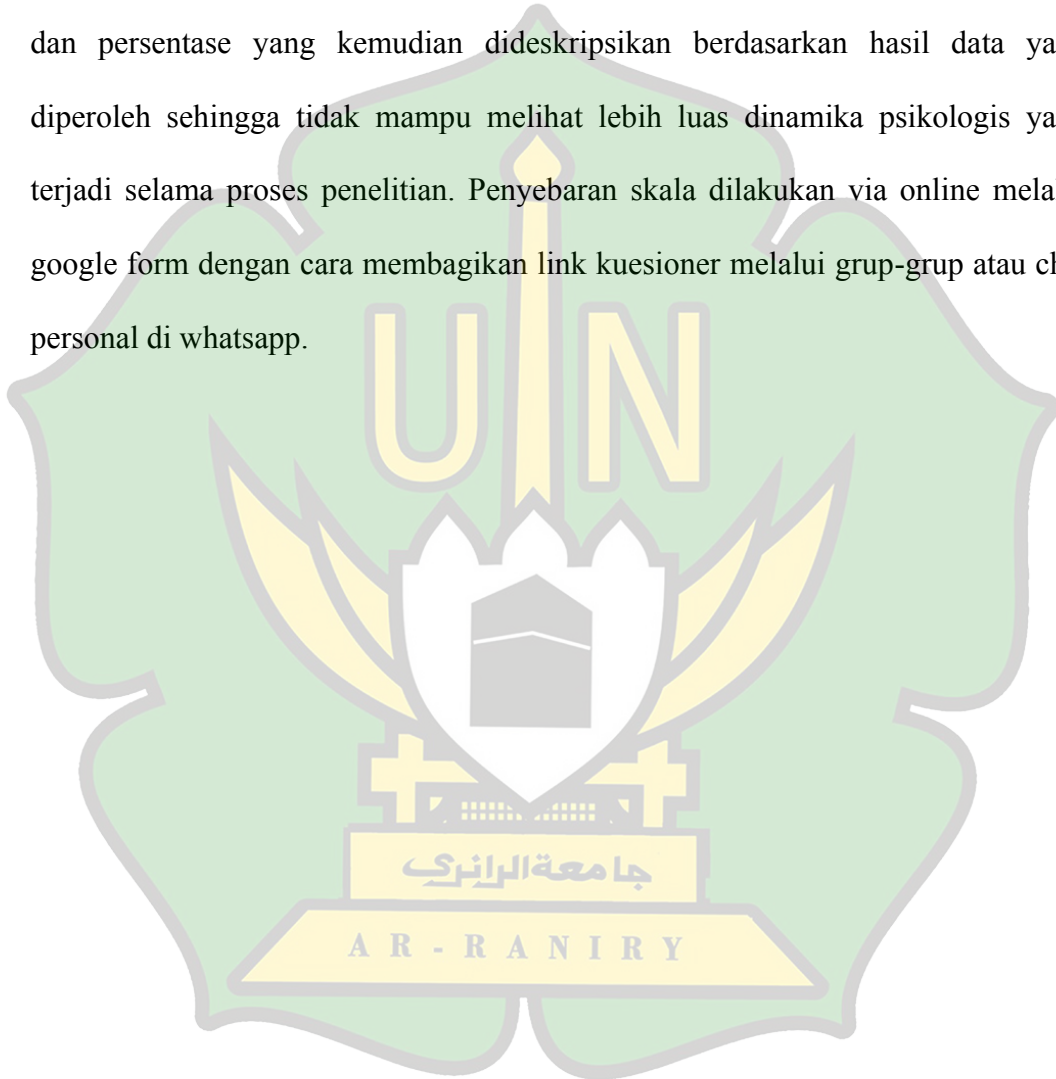 dan persentase yang kemudian dideskripsikan berdasarkan hasil data ya
diperoleh sehingga tidak mampu melihat lebih luas dinamika psikologis ya
terjadi selama proses penelitian. Penyebaran skala dilakukan via online mela
google form dengan cara membagikan link kuesioner melalui grup-grup atau ch
personal di whatsapp.
UIN
جامعة الرانري
AR-RANIRY